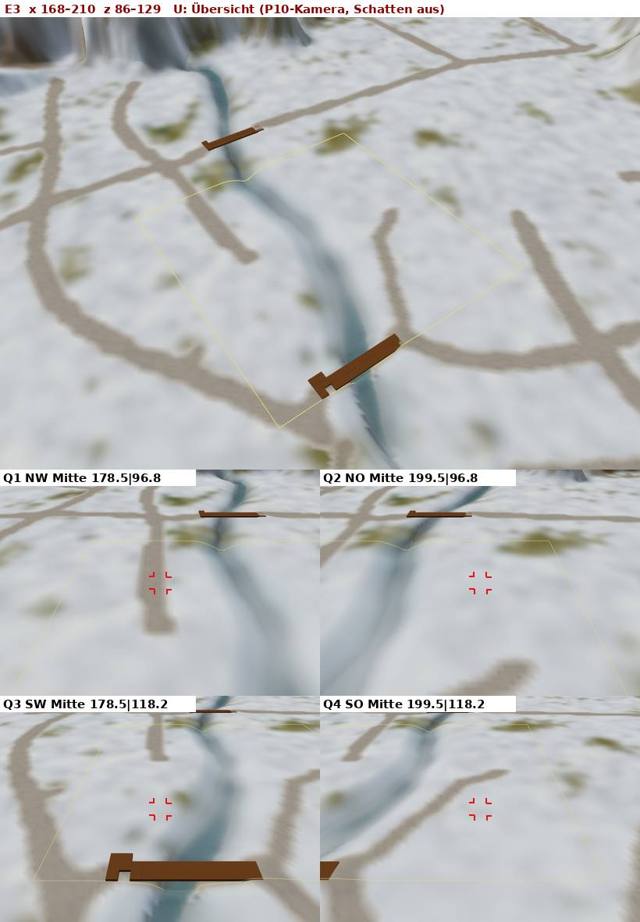 E3 x 168–210 z 86–129 U: Übersicht (P10-Kamera, Schatten aus)
Q1 NW Mitte 178.5|96.8
Q2 NO Mitte 199.5|96.8
Q3 SW Mitte 178.5|118.2
Q4 SO Mitte 199.5|118.2